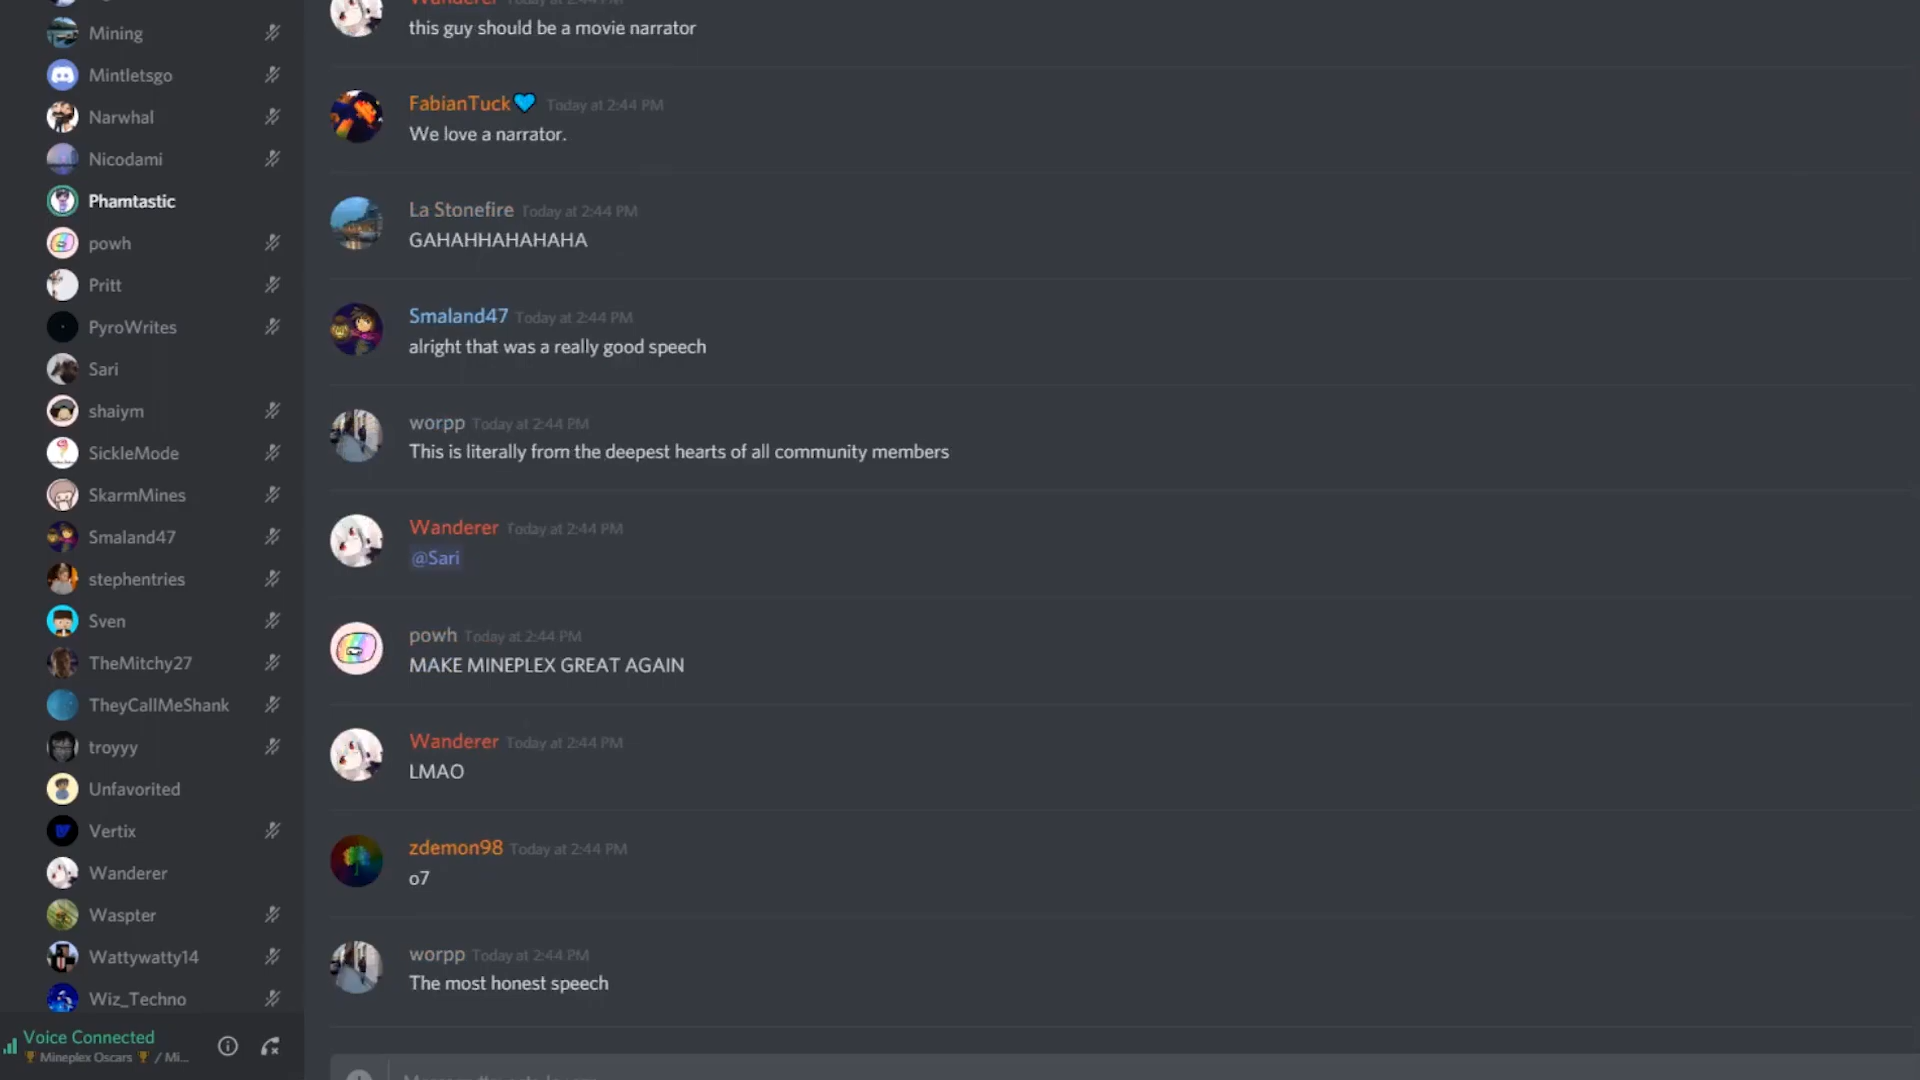 Mining
Mintletsgo
Narwhal
Nicodami
Phamtastic
powh
Pritt
PyroWrites
Sari
shaiym
SickleMode
SkarmMines
Smaland47
stephentries
Sven
TheMitchy27
TheyCallMeShank
troyyy
Unfavorited
Vertix
Wanderer
Waspter
Wattywatty14
Wiz_Techno
Voice Connected
Mineplex Oscars / Mi...
Wanderer Today at 2:44 PM
this guy should be a movie narrator
FabianTuck Today at 2:44 PM
We love a narrator.
La Stonefire Today at 2:44 PM
GAHAHHAHAHAHA
Smaland47 Today at 2:44 PM
alright that was a really good speech
worpp Today at 2:44 PM
This is literally from the deepest hearts of all community members
Wanderer Today at 2:44 PM
@Sari
powh Today at 2:44 PM
MAKE MINEPLEX GREAT AGAIN
Wanderer Today at 2:44 PM
LMAO
zdemon98 Today at 2:44 PM
o7
worpp Today at 2:44 PM
The most honest speech